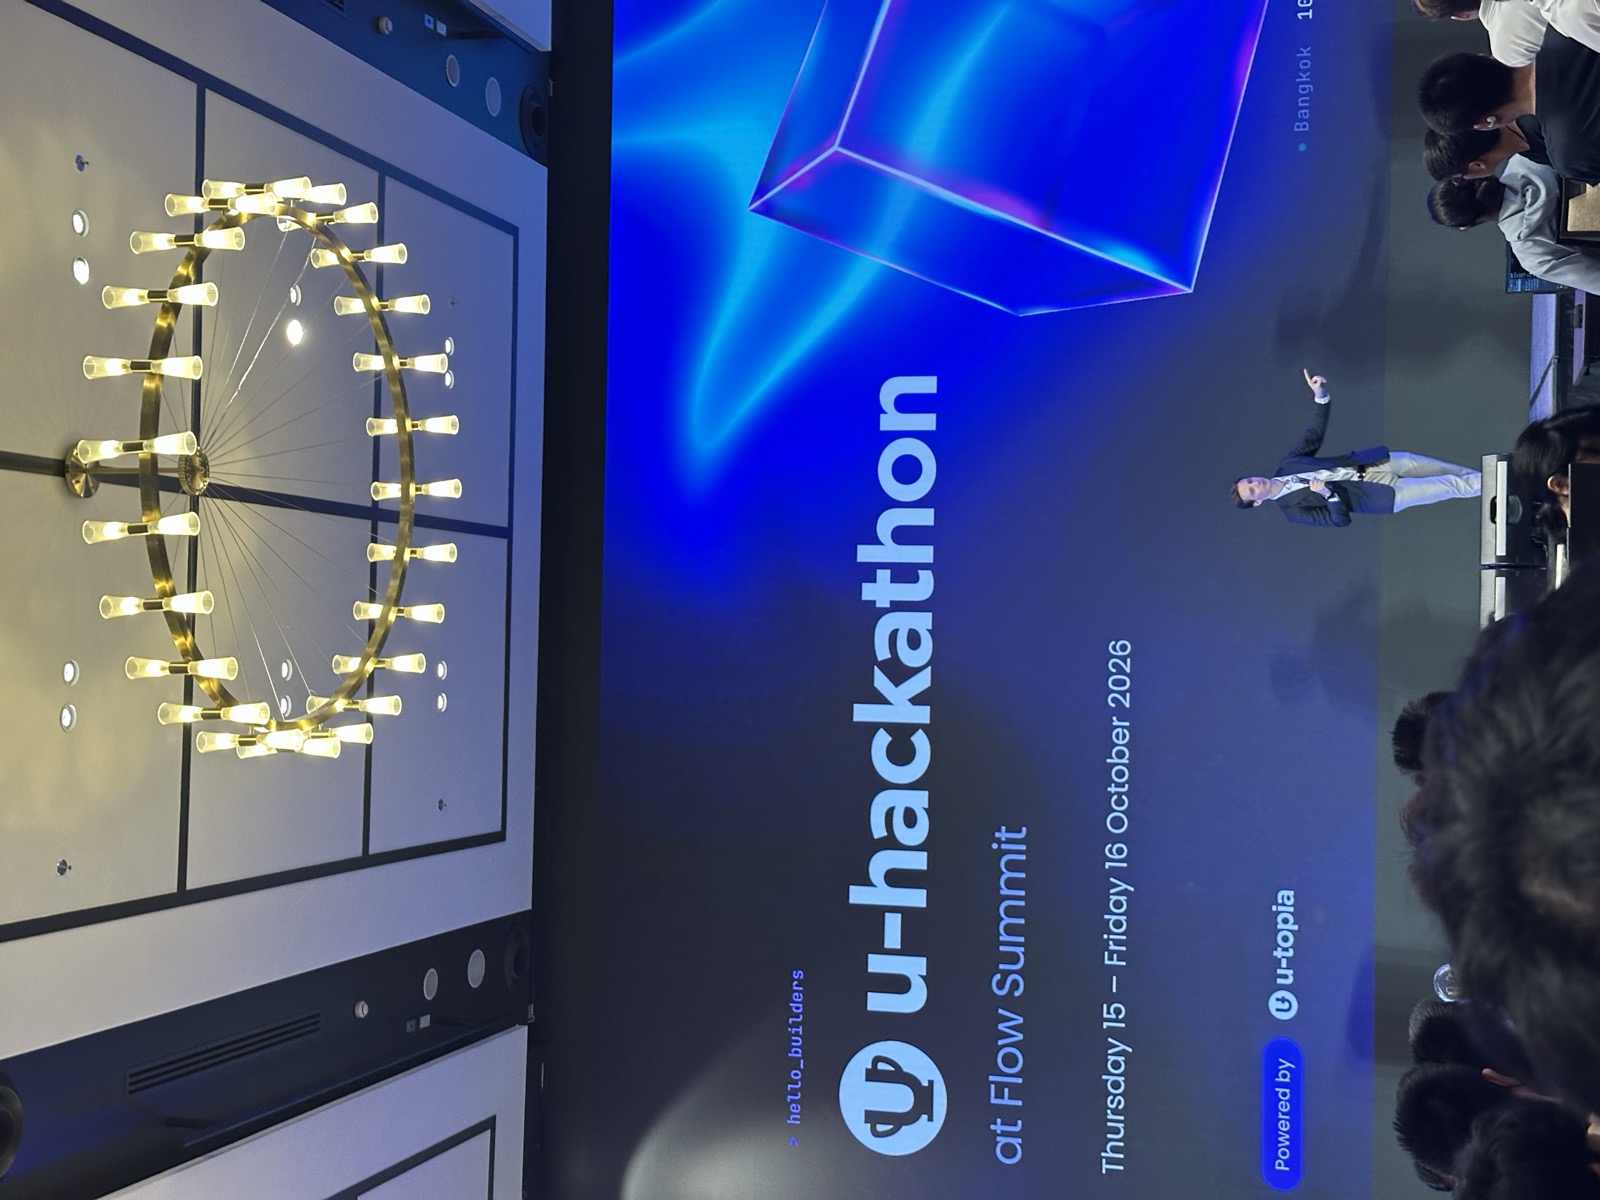 > hello_builders
u-hackathon
at Flow Summit
Thursday 15 – Friday 16 October 2026
Powered by u-topia
Bangkok